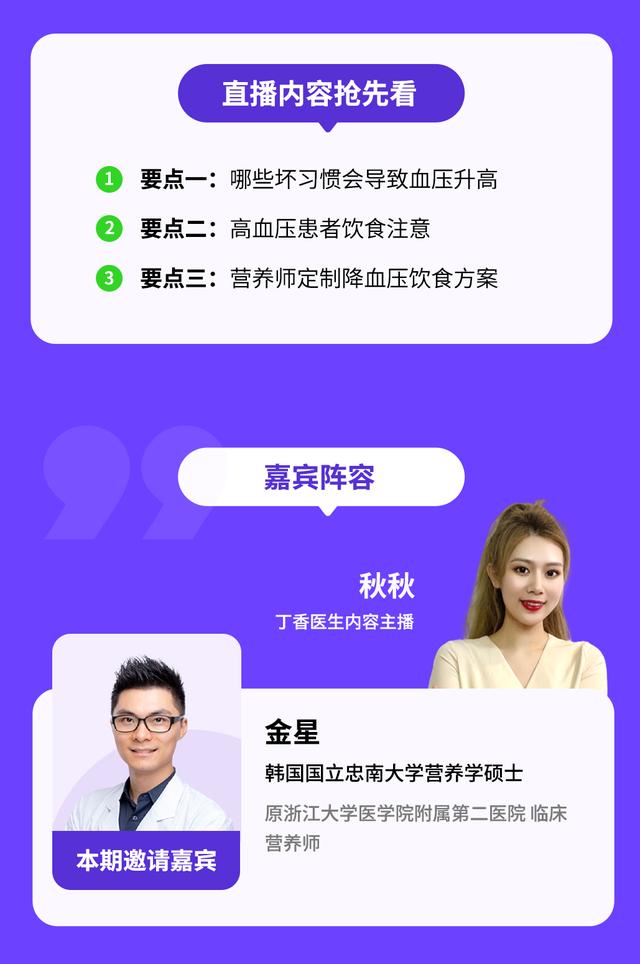 直播内容抢先看
1 要点一：哪些坏习惯会导致血压升高
2 要点二：高血压患者饮食注意
3 要点三：营养师定制降血压饮食方案
嘉宾阵容
秋秋
丁香医生内容主播
金星
韩国国立忠南大学营养学硕士
原浙江大学医学院附属第二医院 临床
营养师
本期邀请嘉宾